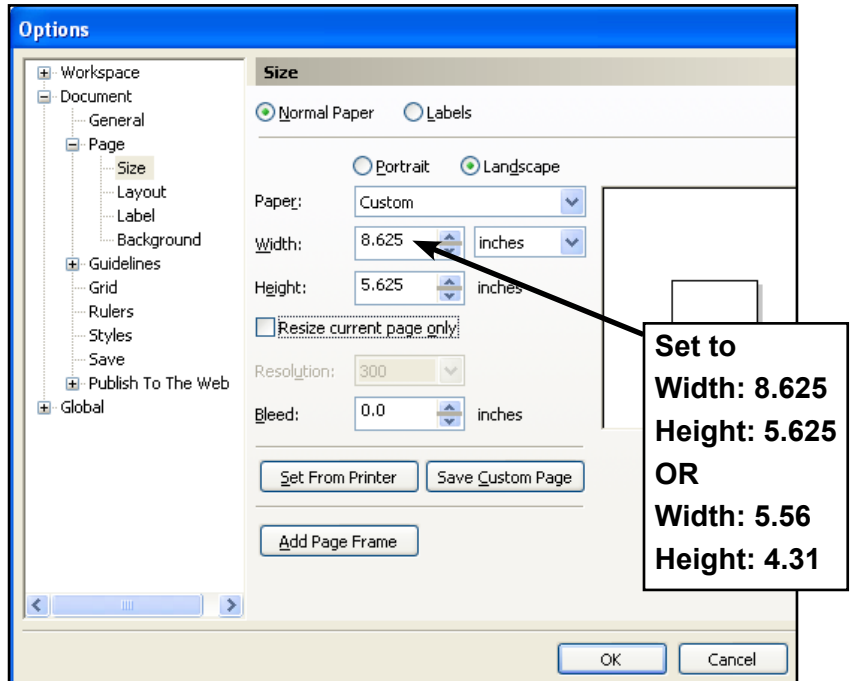 Options
Workspace
Document
General
Page
Size
Layout
Label
Background
Guidelines
Grid
Rulers
Styles
Save
Publish To The Web
Global
Size
Normal Paper Labels
Portrait Landscape
Paper: Custom
Width: 8.625 inches
Height: 5.625 inches
Resize current page only
Resolution: 300
Bleed: 0.0 inches
Set From Printer Save Custom Page
Add Page Frame
OK Cancel
Set to
Width: 8.625
Height: 5.625
OR
Width: 5.56
Height: 4.31